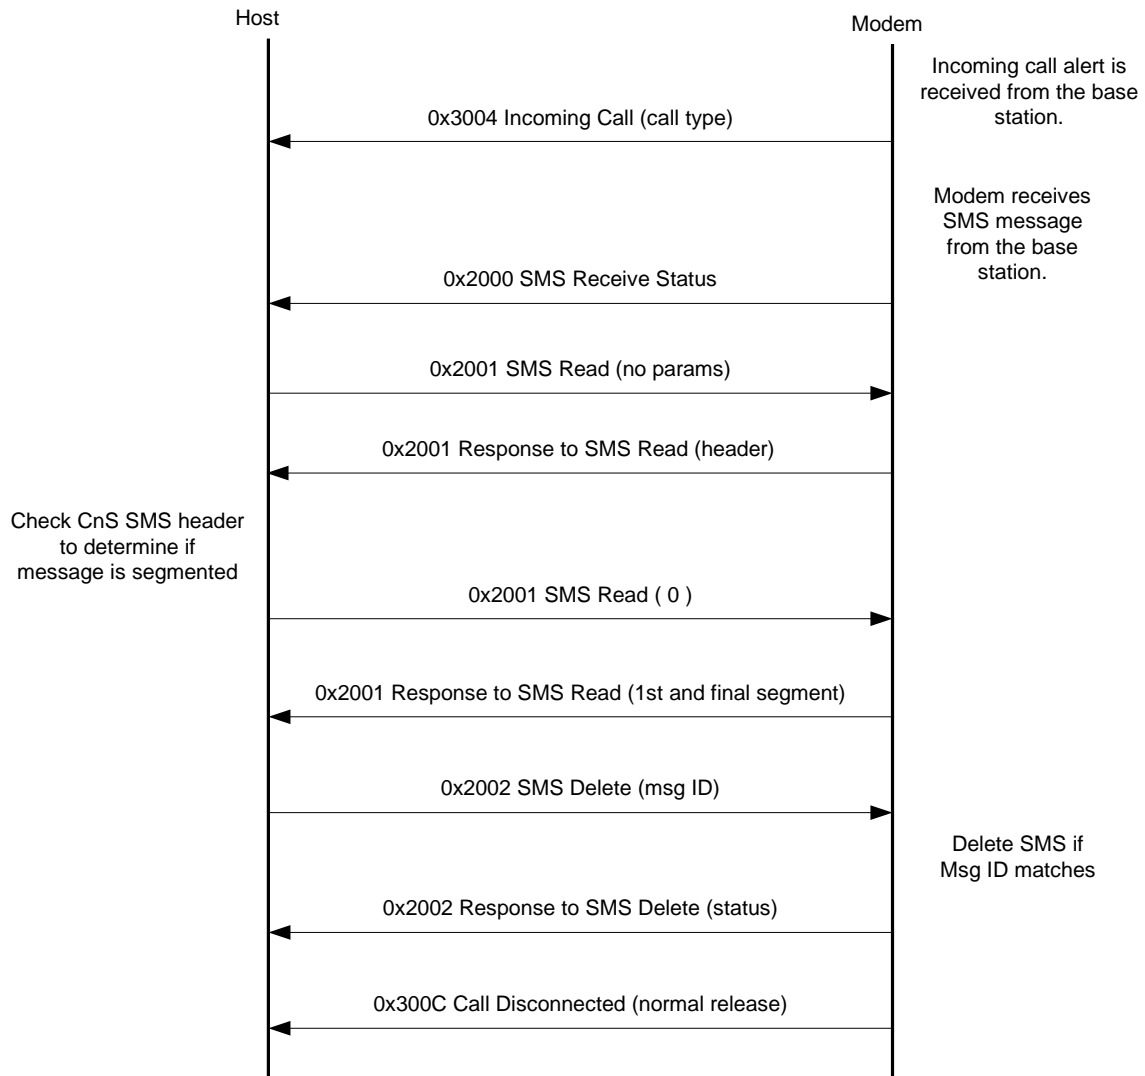 Host
Modem
Incoming call alert is
received from the base
station.
0x3004 Incoming Call (call type)
Modem receives
SMS message
from the base
station.
0x2000 SMS Receive Status
0x2001 SMS Read (no params)
0x2001 Response to SMS Read (header)
Check CnS SMS header
to determine if
message is segmented
0x2001 SMS Read ( 0 )
0x2001 Response to SMS Read (1st and final segment)
0x2002 SMS Delete (msg ID)
Delete SMS if
Msg ID matches
0x2002 Response to SMS Delete (status)
0x300C Call Disconnected (normal release)